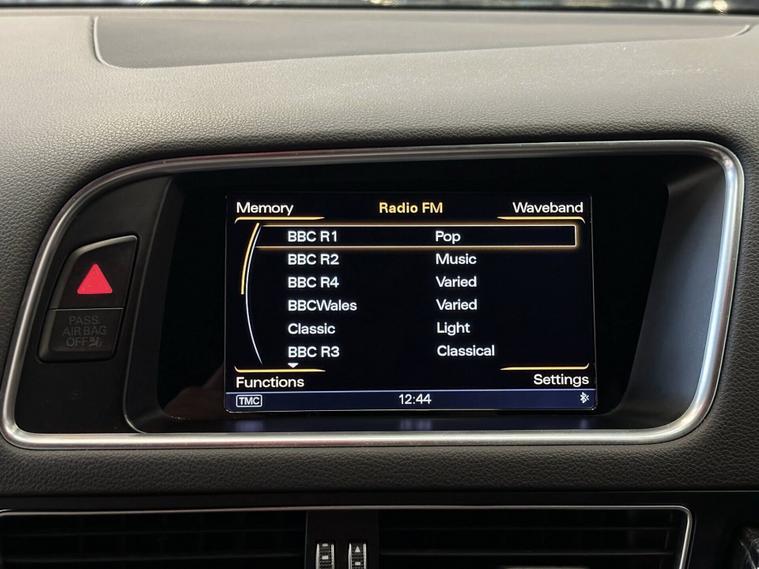 Memory Radio FM Waveband
BBC R1 Pop
BBC R2 Music
BBC R4 Varied
BBCWales Varied
Classic Light
BBC R3 Classical
Functions Settings
TMC 12:44
PASS.
AIR BAG
OFF